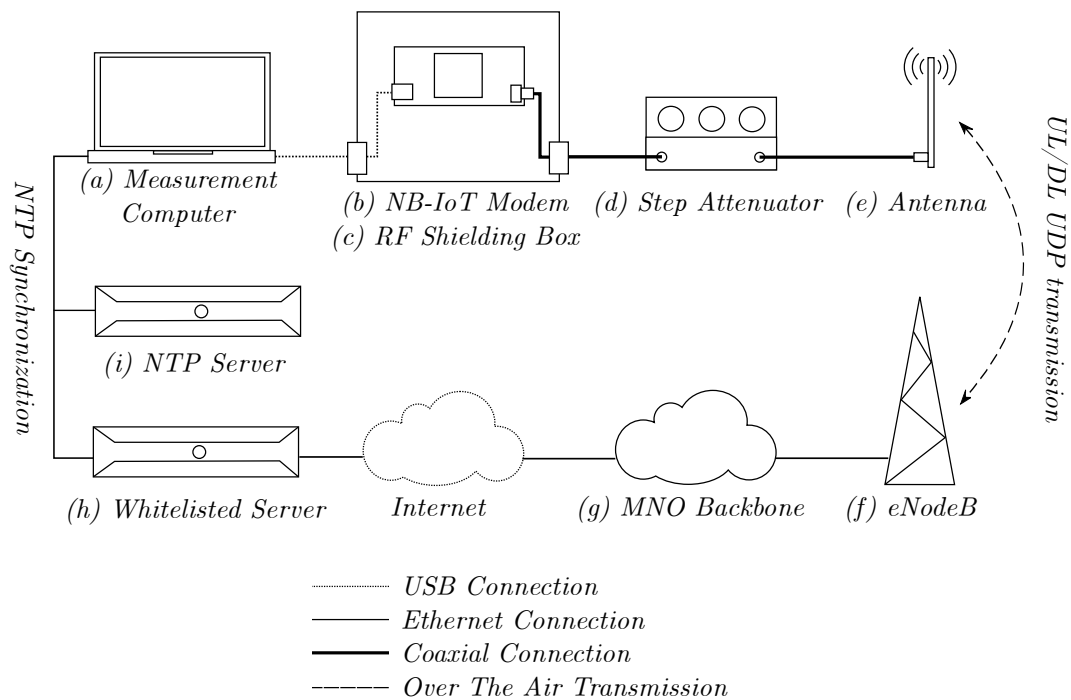 (a) Measurement
Computer
(b) NB-IoT Modem
(c) RF Shielding Box
(d) Step Attenuator
(e) Antenna
NTP Synchronization
UL/DL UDP transmission
(i) NTP Server
(h) Whitelisted Server
Internet
(g) MNO Backbone
(f) eNodeB
USB Connection
Ethernet Connection
Coaxial Connection
Over The Air Transmission